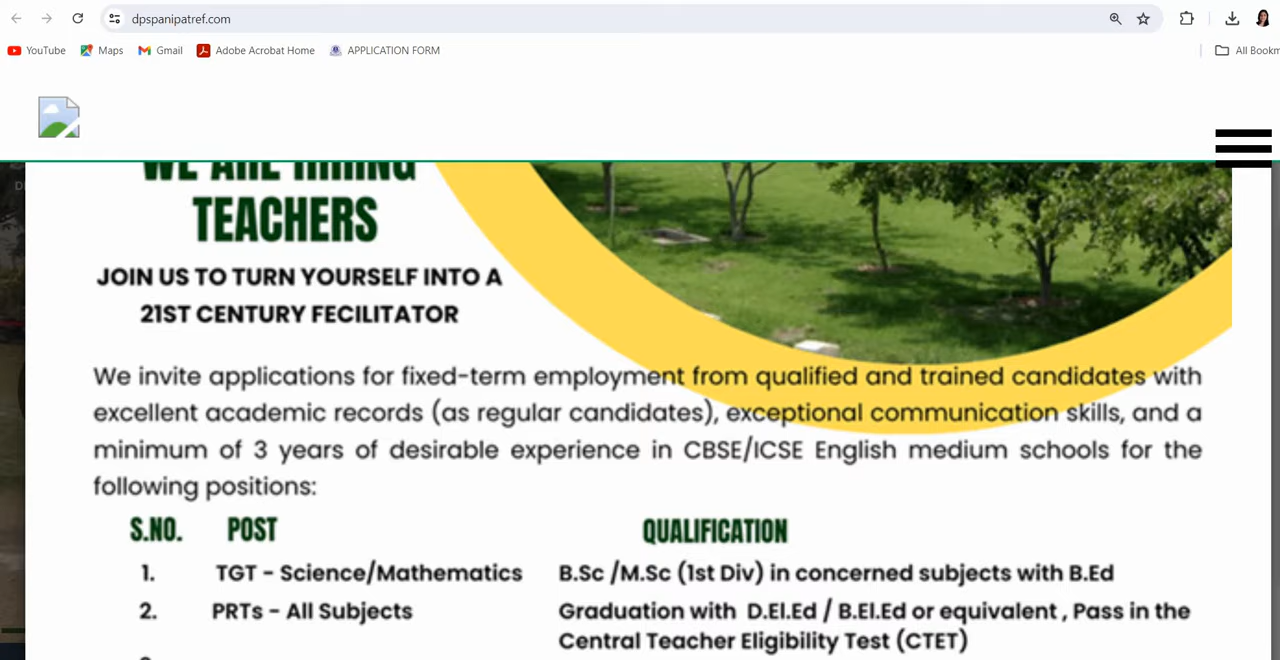 dpspanipatref.com
YouTube Maps Gmail Adobe Acrobat Home APPLICATION FORM All Bookm
WE ARE HIRING
TEACHERS
JOIN US TO TURN YOURSELF INTO A
21ST CENTURY FECILITATOR
We invite applications for fixed-term employment from qualified and trained candidates with
excellent academic records (as regular candidates), exceptional communication skills, and a
minimum of 3 years of desirable experience in CBSE/ICSE English medium schools for the
following positions:
S.NO. POST QUALIFICATION
1. TGT - Science/Mathematics B.Sc /M.Sc (1st Div) in concerned subjects with B.Ed
2. PRTs - All Subjects Graduation with D.El.Ed / B.El.Ed or equivalent , Pass in the
Central Teacher Eligibility Test (CTET)